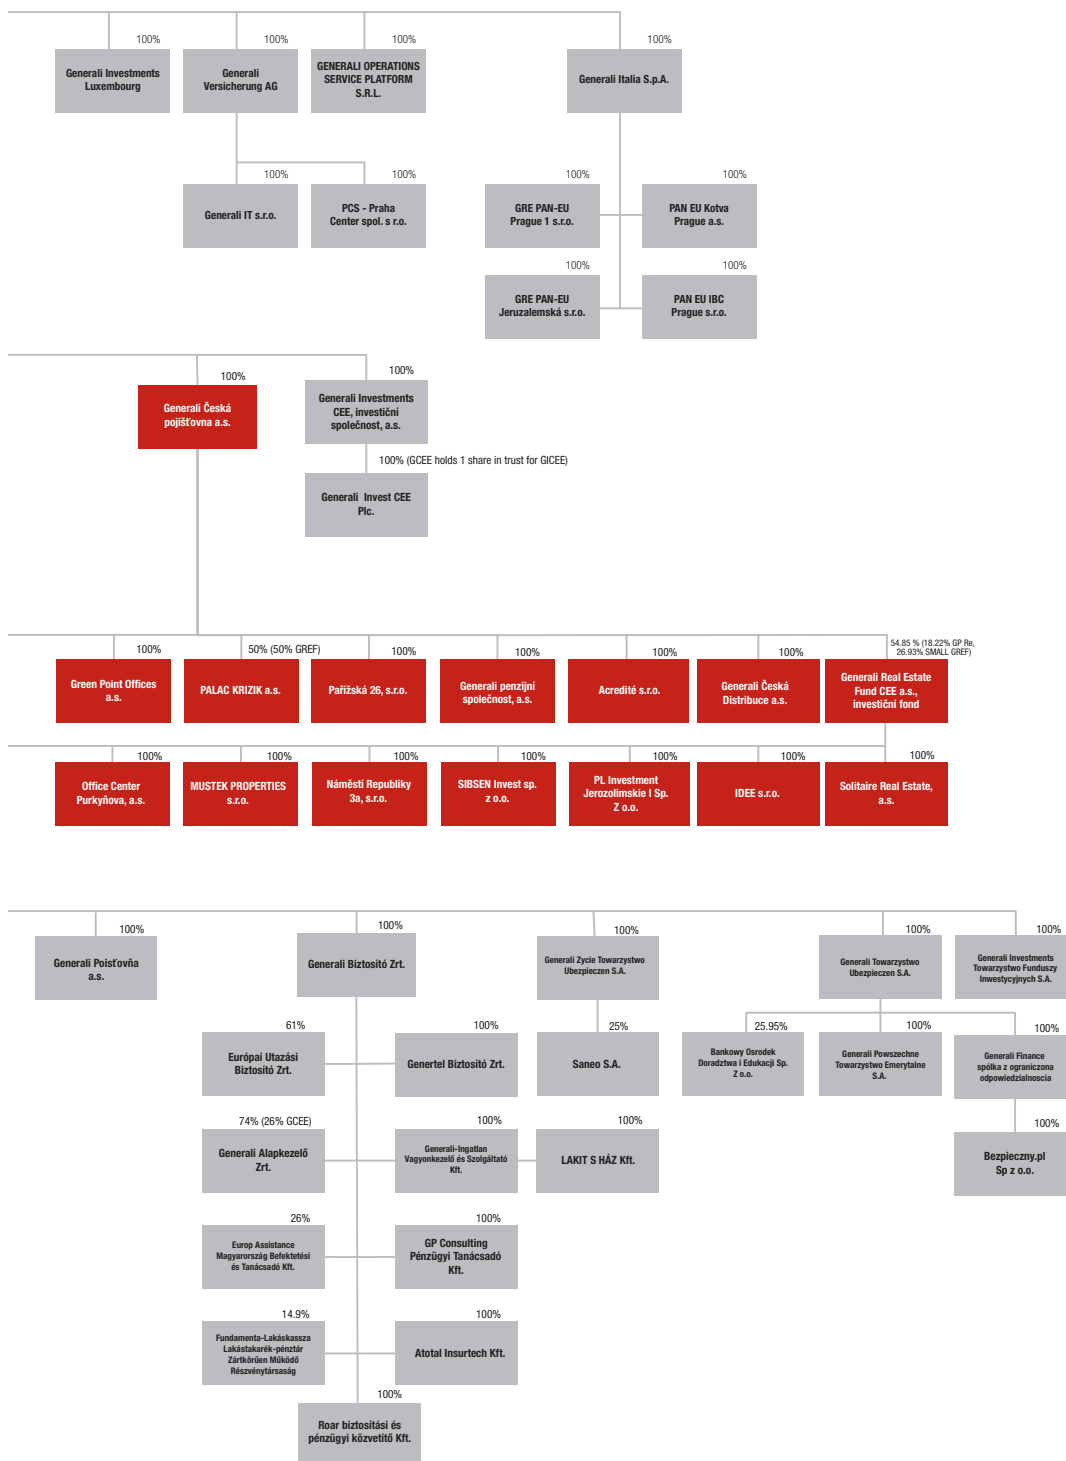 100%
100%
100%
100%
Generali Investments
Luxembourg
Generali
Versicherung AG
GENERALI OPERATIONS
SERVICE PLATFORM
S.R.L.
Generali Italia S.p.A.
100%
100%
100%
100%
Generali IT s.r.o.
PCS - Praha
Center spol. s r.o.
GRE PAN-EU
Prague 1 s.r.o.
PAN EU Kotva
Prague a.s.
100%
100%
GRE PAN-EU
Jeruzalemská s.r.o.
PAN EU IBC
Prague s.r.o.
100%
100%
Generali Česká
pojišťovna a.s.
Generali Investments
CEE, investiční
společnost, a.s.
100% (GCEE holds 1 share in trust for GICEE)
Generali Invest CEE
Plc.
100%
50% (50% GREF)
100%
100%
100%
100%
54.85 % (18.22% GP Re,
26.93% SMALL GREF)
Green Point Offices
a.s.
PALAC KRIZIK a.s.
Pařížská 26, s.r.o.
Generali penzijní
společnost, a.s.
Acredité s.r.o.
Generali Česká
Distribuce a.s.
Generali Real Estate
Fund CEE a.s.,
investiční fond
100%
100%
100%
100%
100%
100%
100%
Office Center
Purkyňova, a.s.
MUSTEK PROPERTIES
s.r.o.
Náměstí Republiky
3a, s.r.o.
SIBSEN Invest sp.
z o.o.
PL Investment
Jerozolimskie I Sp.
Z o.o.
IDEE s.r.o.
Solitaire Real Estate,
a.s.
100%
100%
100%
100%
100%
Generali Poisťovňa
a.s.
Generali Biztosító Zrt.
Generali Zycie Towarzystwo
Ubezpieczen S.A.
Generali Towarzystwo
Ubezpieczen S.A.
Generali Investments
Towarzystwo Funduszy
Inwestycyjnych S.A.
61%
100%
25%
25.95%
100%
100%
Európai Utazási
Biztosító Zrt.
Genertel Biztosító Zrt.
Saneo S.A.
Bankowy Osrodek
Doradztwa i Edukacji Sp.
Z o.o.
Generali Powszechne
Towarzystwo Emerytalne
S.A.
Generali Finance
spólka z ograniczona
odpowiedzialnoscia
74% (26% GCEE)
100%
100%
100%
Generali Alapkezelő
Zrt.
Generali-Ingatlan
Vagyonkezelő és Szolgáltató
Kft.
LAKIT S HÁZ Kft.
Bezpieczny.pl
Sp z o.o.
26%
100%
Europ Assistance
Magyarország Befektetési
és Tanácsadó Kft.
GP Consulting
Pénzügyi Tanácsadó
Kft.
14.9%
100%
Fundamenta-Lakáskassza
Lakástakarék-pénztár
Zártkörűen Működő
Részvénytársaság
Atotal Insurtech Kft.
100%
Roar biztosítási és
pénzügyi közvetítő Kft.